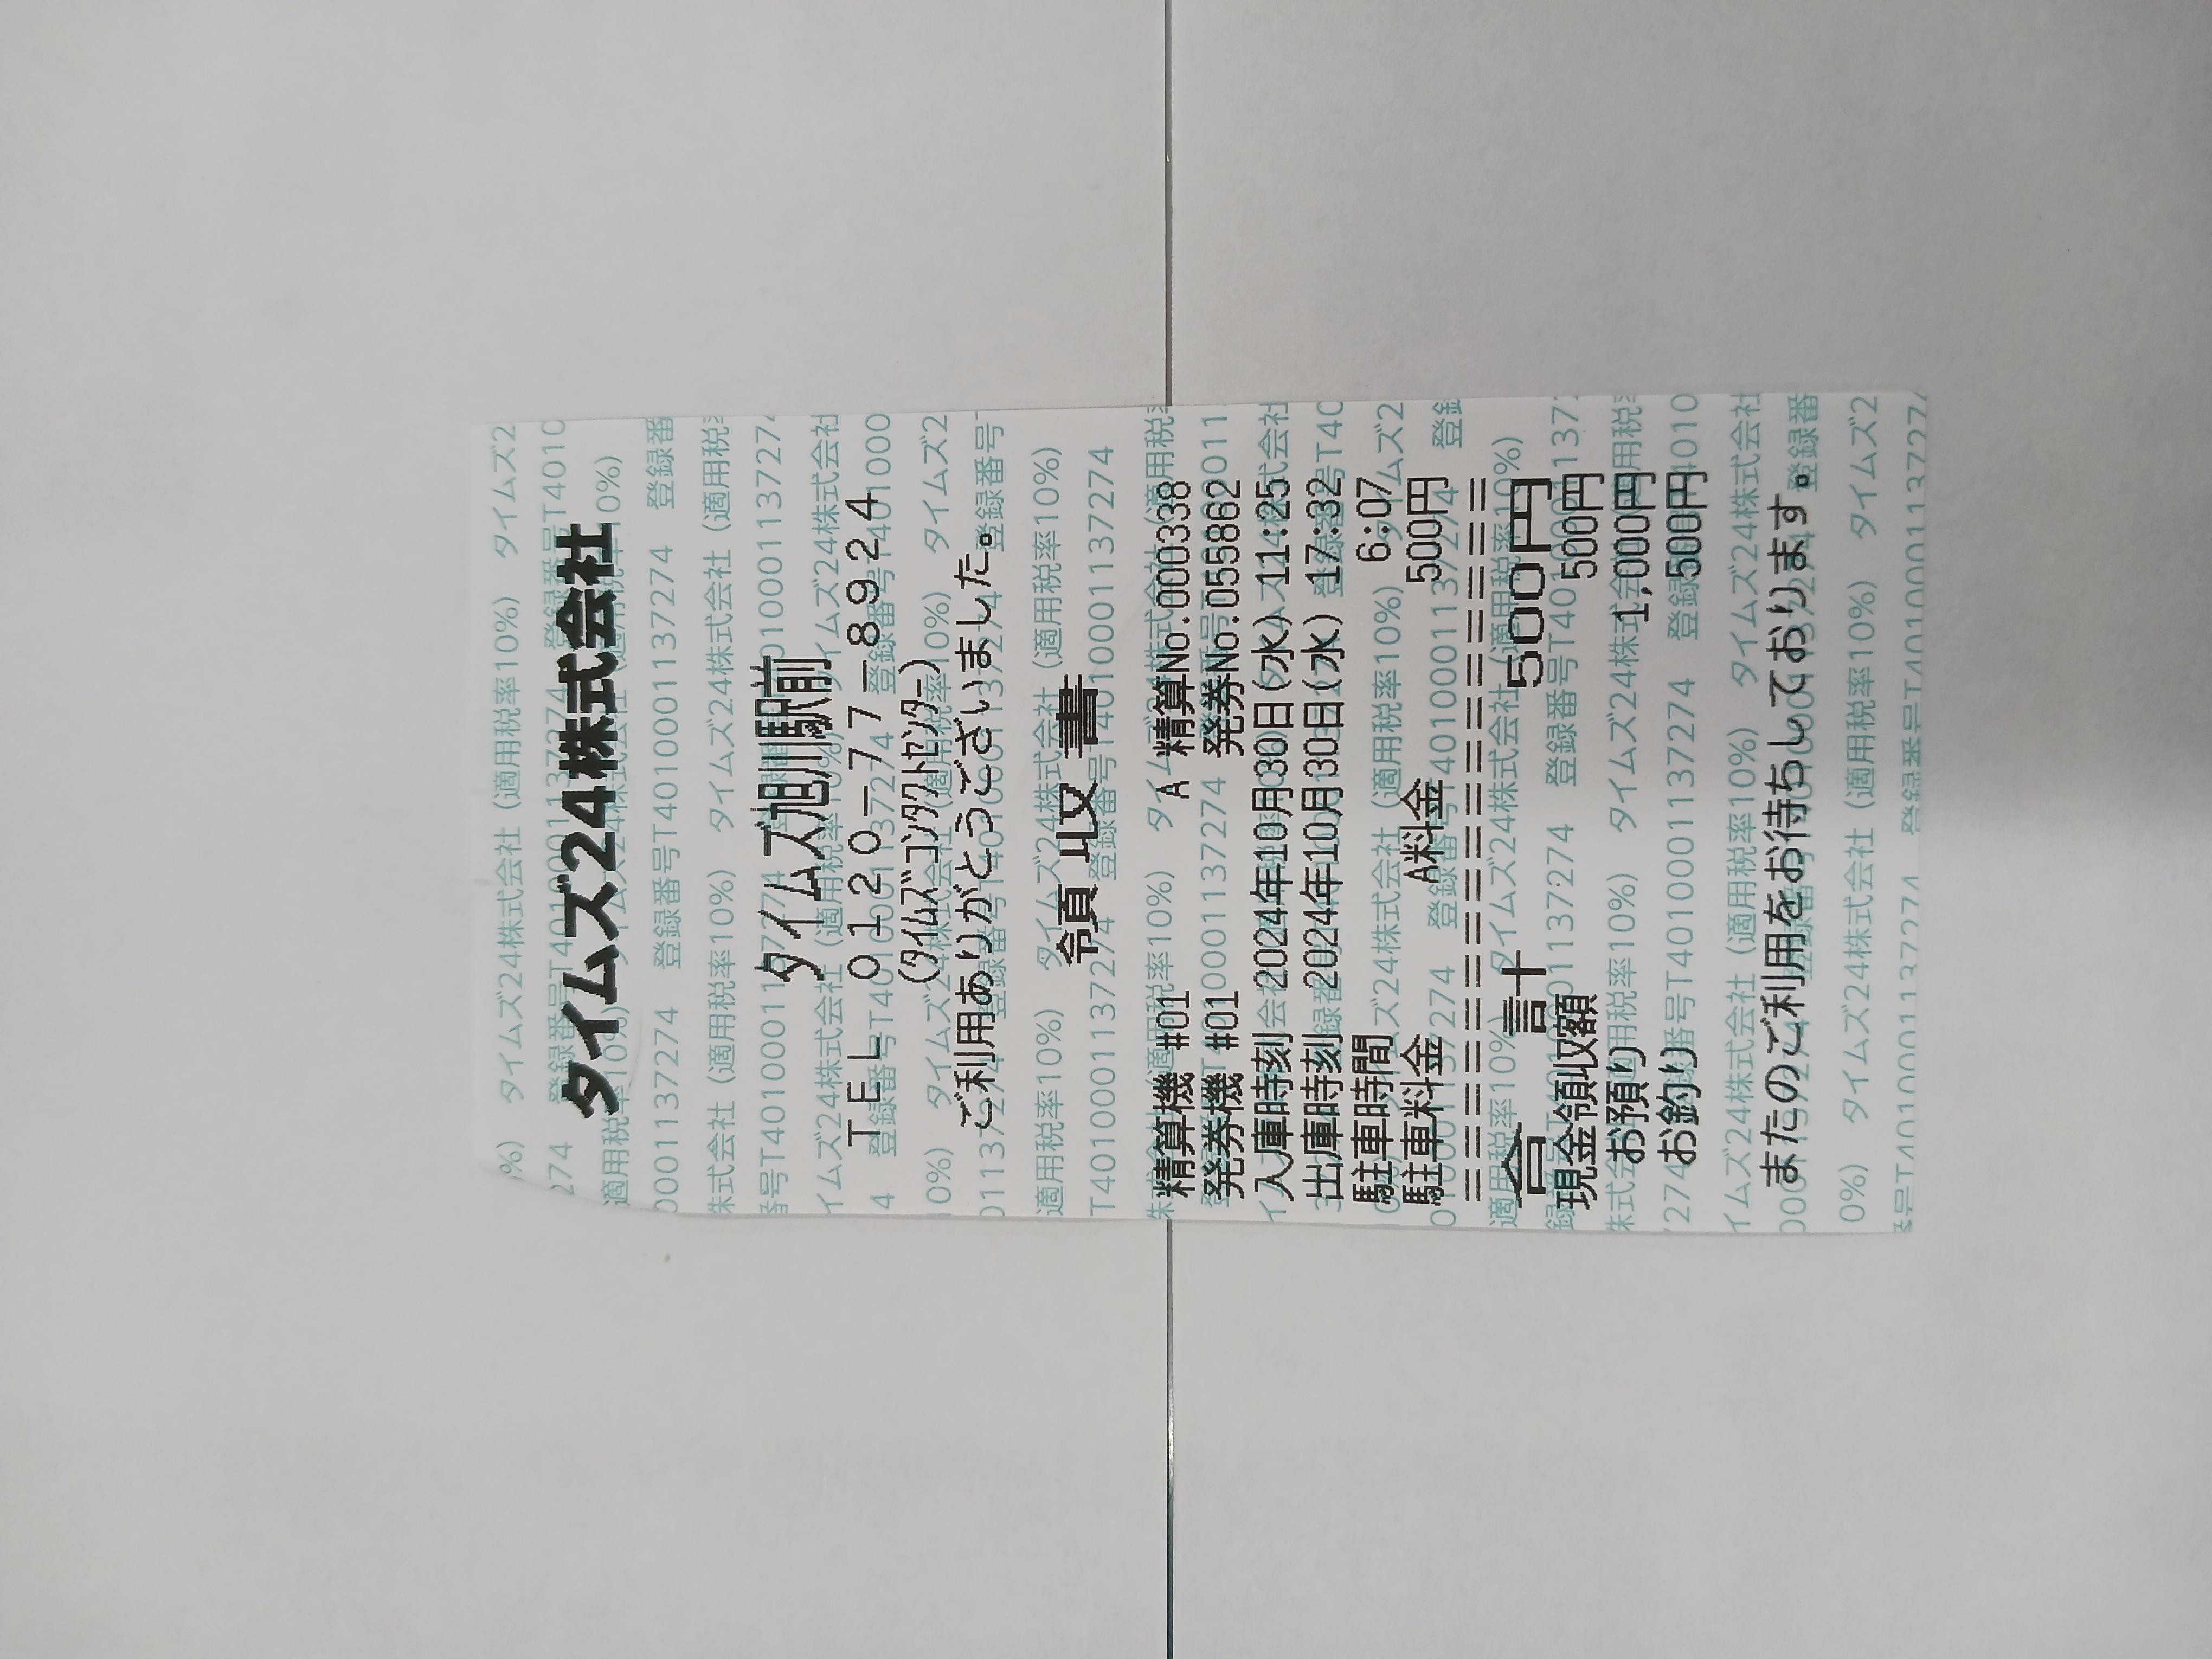 タイムズ24株式会社
タイムズ旭川駅前
TEL 0120-77-8924
(タイムズコンタクトセンター)
ご利用ありがとうございました。
領収書
精算機 #01 A 精算No.000338
発券機 #01 発券No.055862
入庫時刻 2024年10月30日(水) 11:25
出庫時刻 2024年10月30日(水) 17:32
駐車時間 6:07
駐車料金 A料金 500円
==============================
合 計 500円
現金領収額 500円
お預り 1,000円
お釣り 500円
またのご利用をお待ちしております。
タイムズ24株式会社 (適用税率10%)
登録番号T4010001137274